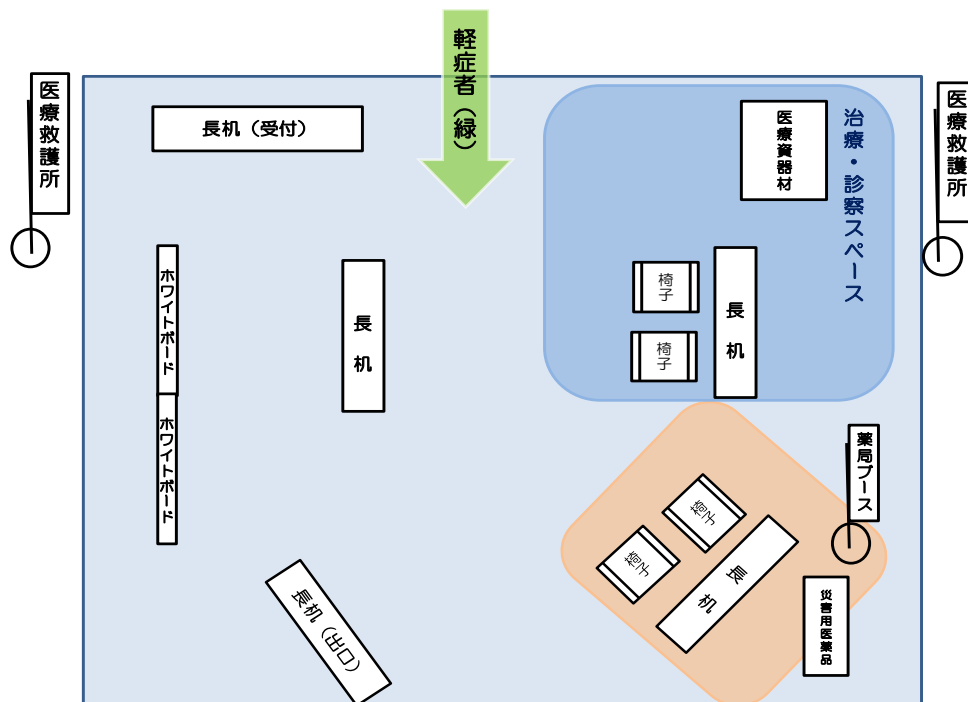 軽症者（緑）
医療救護所
長机（受付）
医療資器材
治療・診察スペース
医療救護所
ホワイトボード
長机
椅子
椅子
長机
ホワイトボード
薬局ブース
椅子
椅子
長机
災害用医薬品
長机（出口）